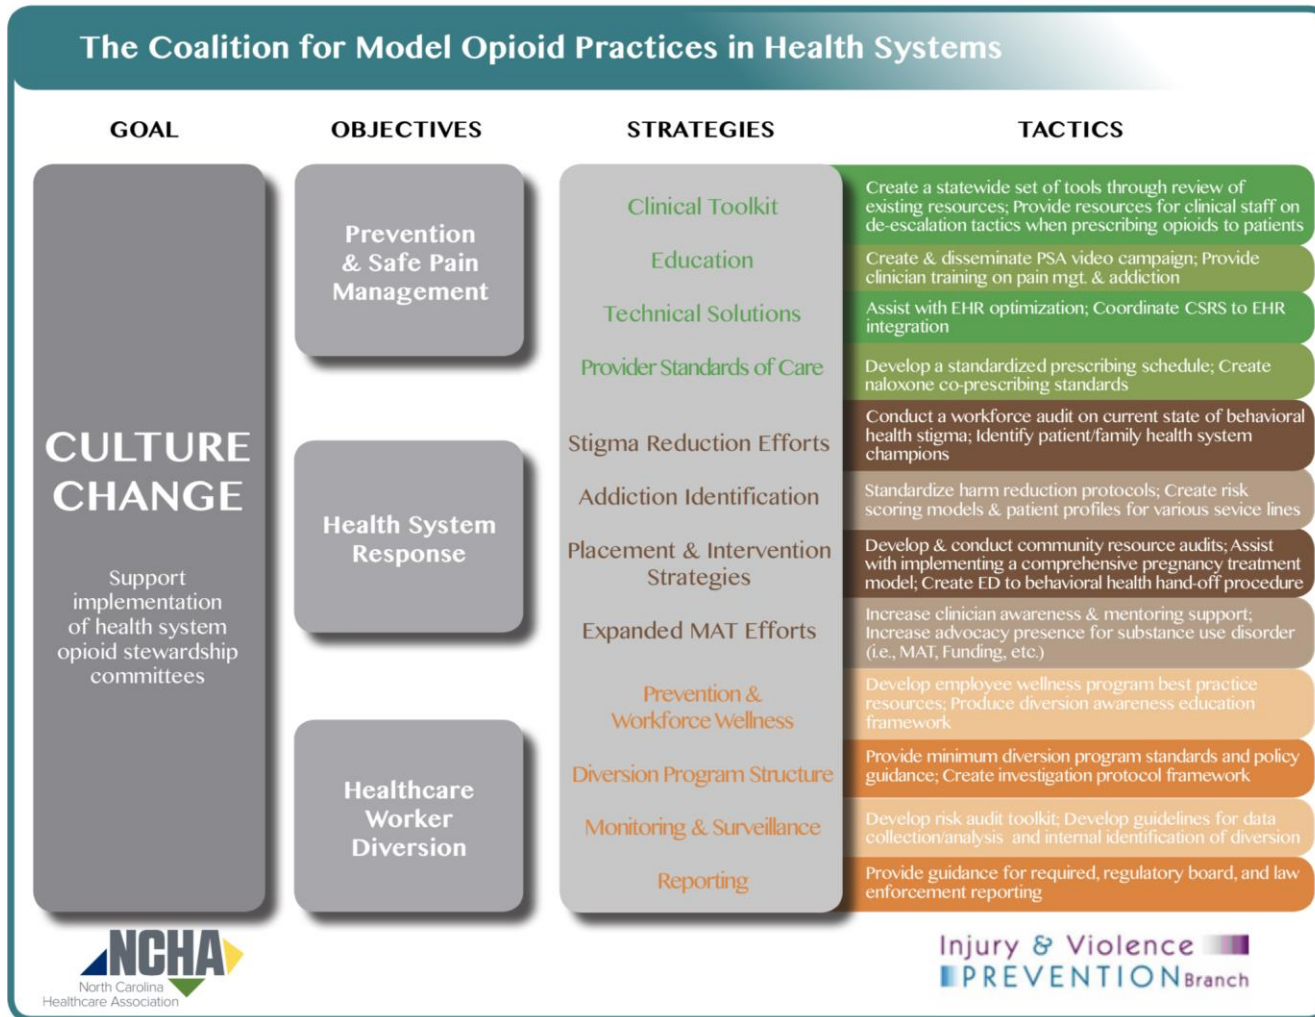 The Coalition for Model Opioid Practices in Health Systems
GOAL
OBJECTIVES
STRATEGIES
TACTICS
CULTURE
CHANGE
Support
implementation
of health system
opioid stewardship
committees
Prevention
& Safe Pain
Management
Health System
Response
Healthcare
Worker
Diversion
Clinical Toolkit
Education
Technical Solutions
Provider Standards of Care
Stigma Reduction Efforts
Addiction Identification
Placement & Intervention
Strategies
Expanded MAT Efforts
Prevention &
Workforce Wellness
Diversion Program Structure
Monitoring & Surveillance
Reporting
Create a statewide set of tools through review of
existing resources; Provide resources for clinical staff on
de-escalation tactics when prescribing opioids to patients
Create & disseminate PSA video campaign; Provide
clinician training on pain mgt. & addiction
Assist with EHR optimization; Coordinate CSRS to EHR
integration
Develop a standardized prescribing schedule; Create
naloxone co-prescribing standards
Conduct a workforce audit on current state of behavioral
health stigma; Identify patient/family health system
champions
Standardize harm reduction protocols; Create risk
scoring models & patient profiles for various sevice lines
Develop & conduct community resource audits; Assist
with implementing a comprehensive pregnancy treatment
model; Create ED to behavioral health hand-off procedure
Increase clinician awareness & mentoring support;
Increase advocacy presence for substance use disorder
(i.e., MAT, Funding, etc.)
Develop employee wellness program best practice
resources; Produce diversion awareness education
framework
Provide minimum diversion program standards and policy
guidance; Create investigation protocol framework
Develop risk audit toolkit; Develop guidelines for data
collection/analysis and internal identification of diversion
Provide guidance for required, regulatory board, and law
enforcement reporting
NCHA
North Carolina
Healthcare Association
Injury & Violence
PREVENTION Branch